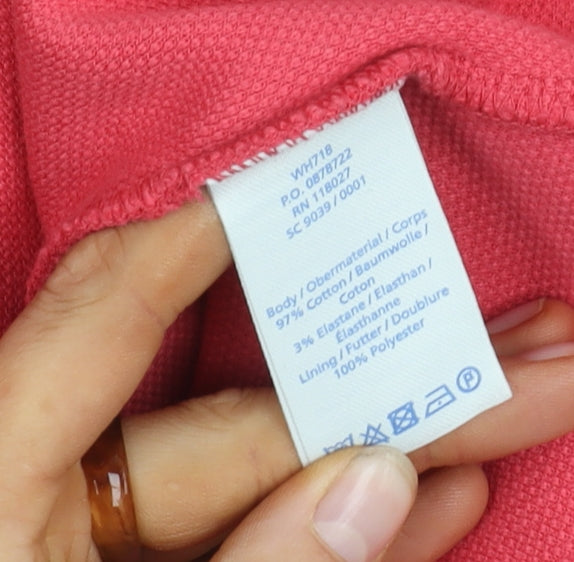 WH718
P.O. 0878722
RN 118027
SC 9039 / 0001
Body / Obermaterial / Corps
97% Cotton / Baumwolle /
Coton
3% Elastane / Elasthan /
Élasthanne
Lining / Futter / Doublure
100% Polyester
P